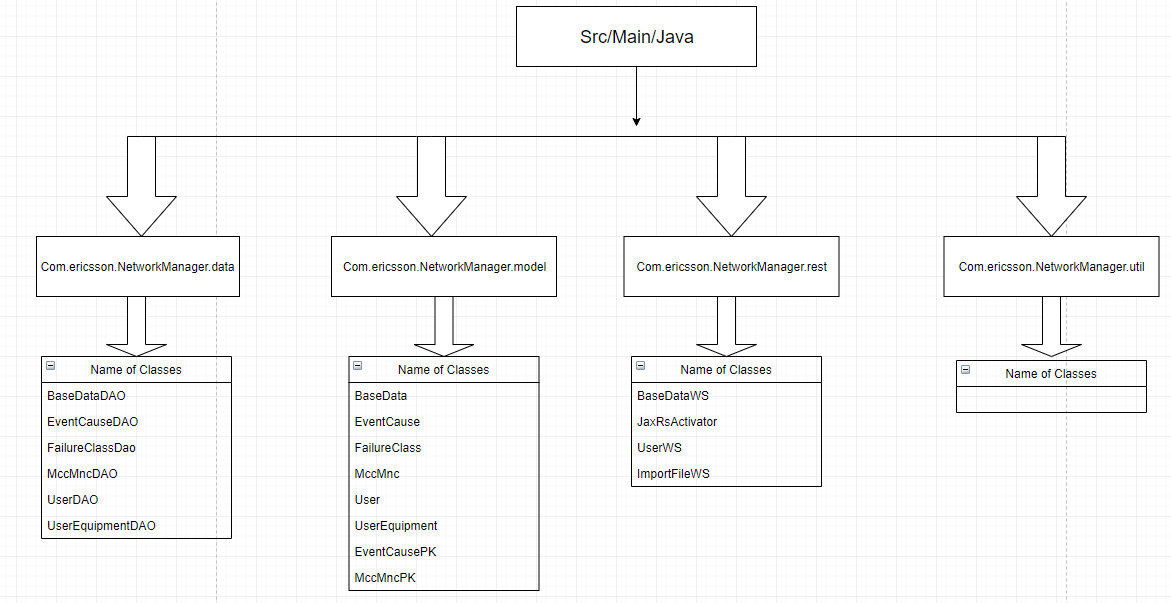 Src/Main/Java
Com.ericsson.NetworkManager.data
Com.ericsson.NetworkManager.model
Com.ericsson.NetworkManager.rest
Com.ericsson.NetworkManager.util
Name of Classes
BaseDataDAO
EventCauseDAO
FailureClassDao
MccMncDAO
UserDAO
UserEquipmentDAO
Name of Classes
BaseData
EventCause
FailureClass
MccMnc
User
UserEquipment
EventCausePK
MccMncPK
Name of Classes
BaseDataWS
JaxRsActivator
UserWS
ImportFileWS
Name of Classes